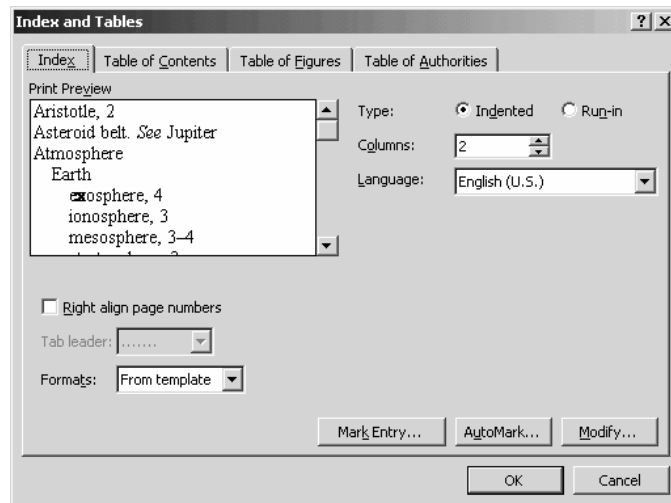 Index and Tables
Index Table of Contents Table of Figures Table of Authorities
Print Preview
Aristotle, 2
Asteroid belt. See Jupiter
Atmosphere
Earth
exosphere, 4
ionosphere, 3
mesosphere, 3–4
Type: Indented Run-in
Columns: 2
Language: English (U.S.)
Right align page numbers
Tab leader: .......
Formats: From template
Mark Entry... AutoMark... Modify...
OK Cancel